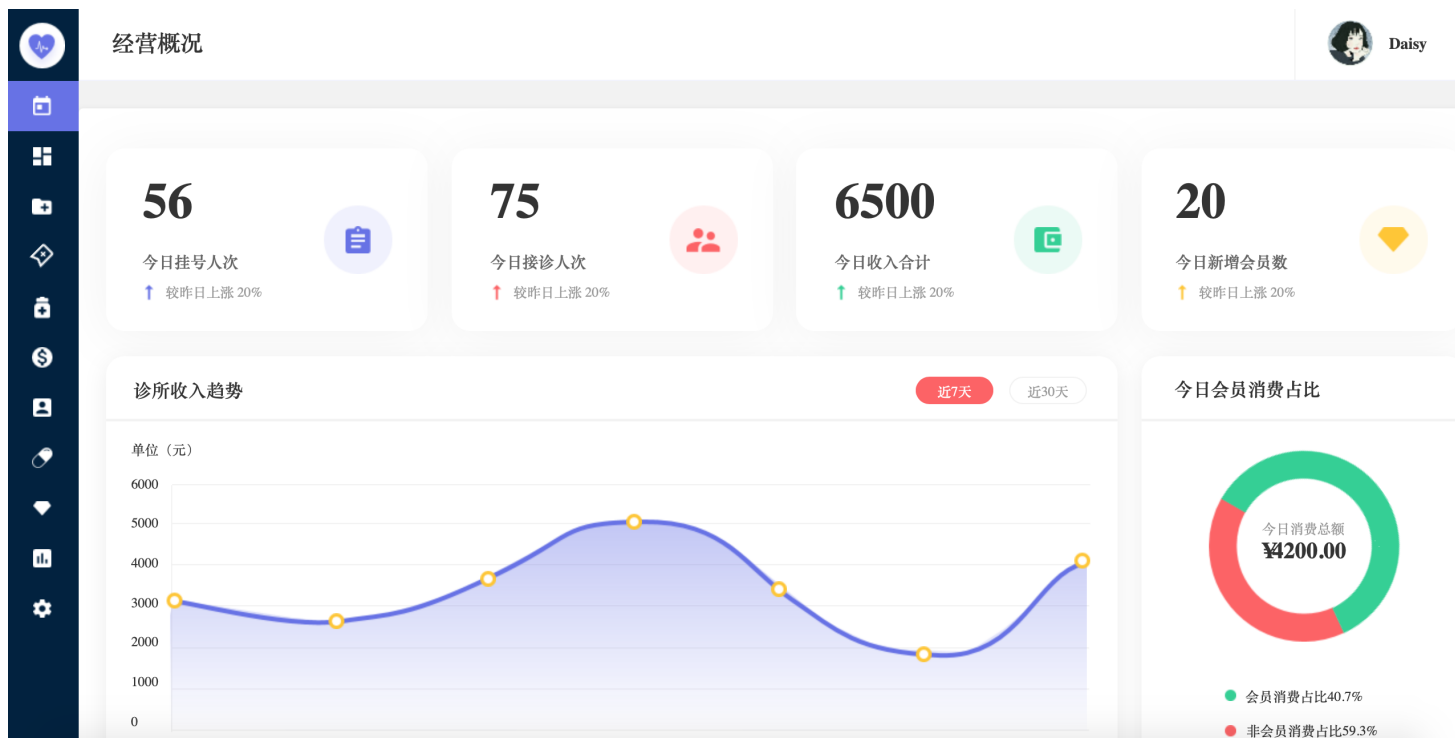 经营概况
Daisy
56
今日挂号人次
较昨日上涨 20%
75
今日接诊人次
较昨日上涨 20%
6500
今日收入合计
较昨日上涨 20%
20
今日新增会员数
较昨日上涨 20%
诊所收入趋势
近7天
近30天
单位（元）
6000
5000
4000
3000
2000
1000
0
今日会员消费占比
今日消费总额
¥4200.00
会员消费占比40.7%
非会员消费占比59.3%